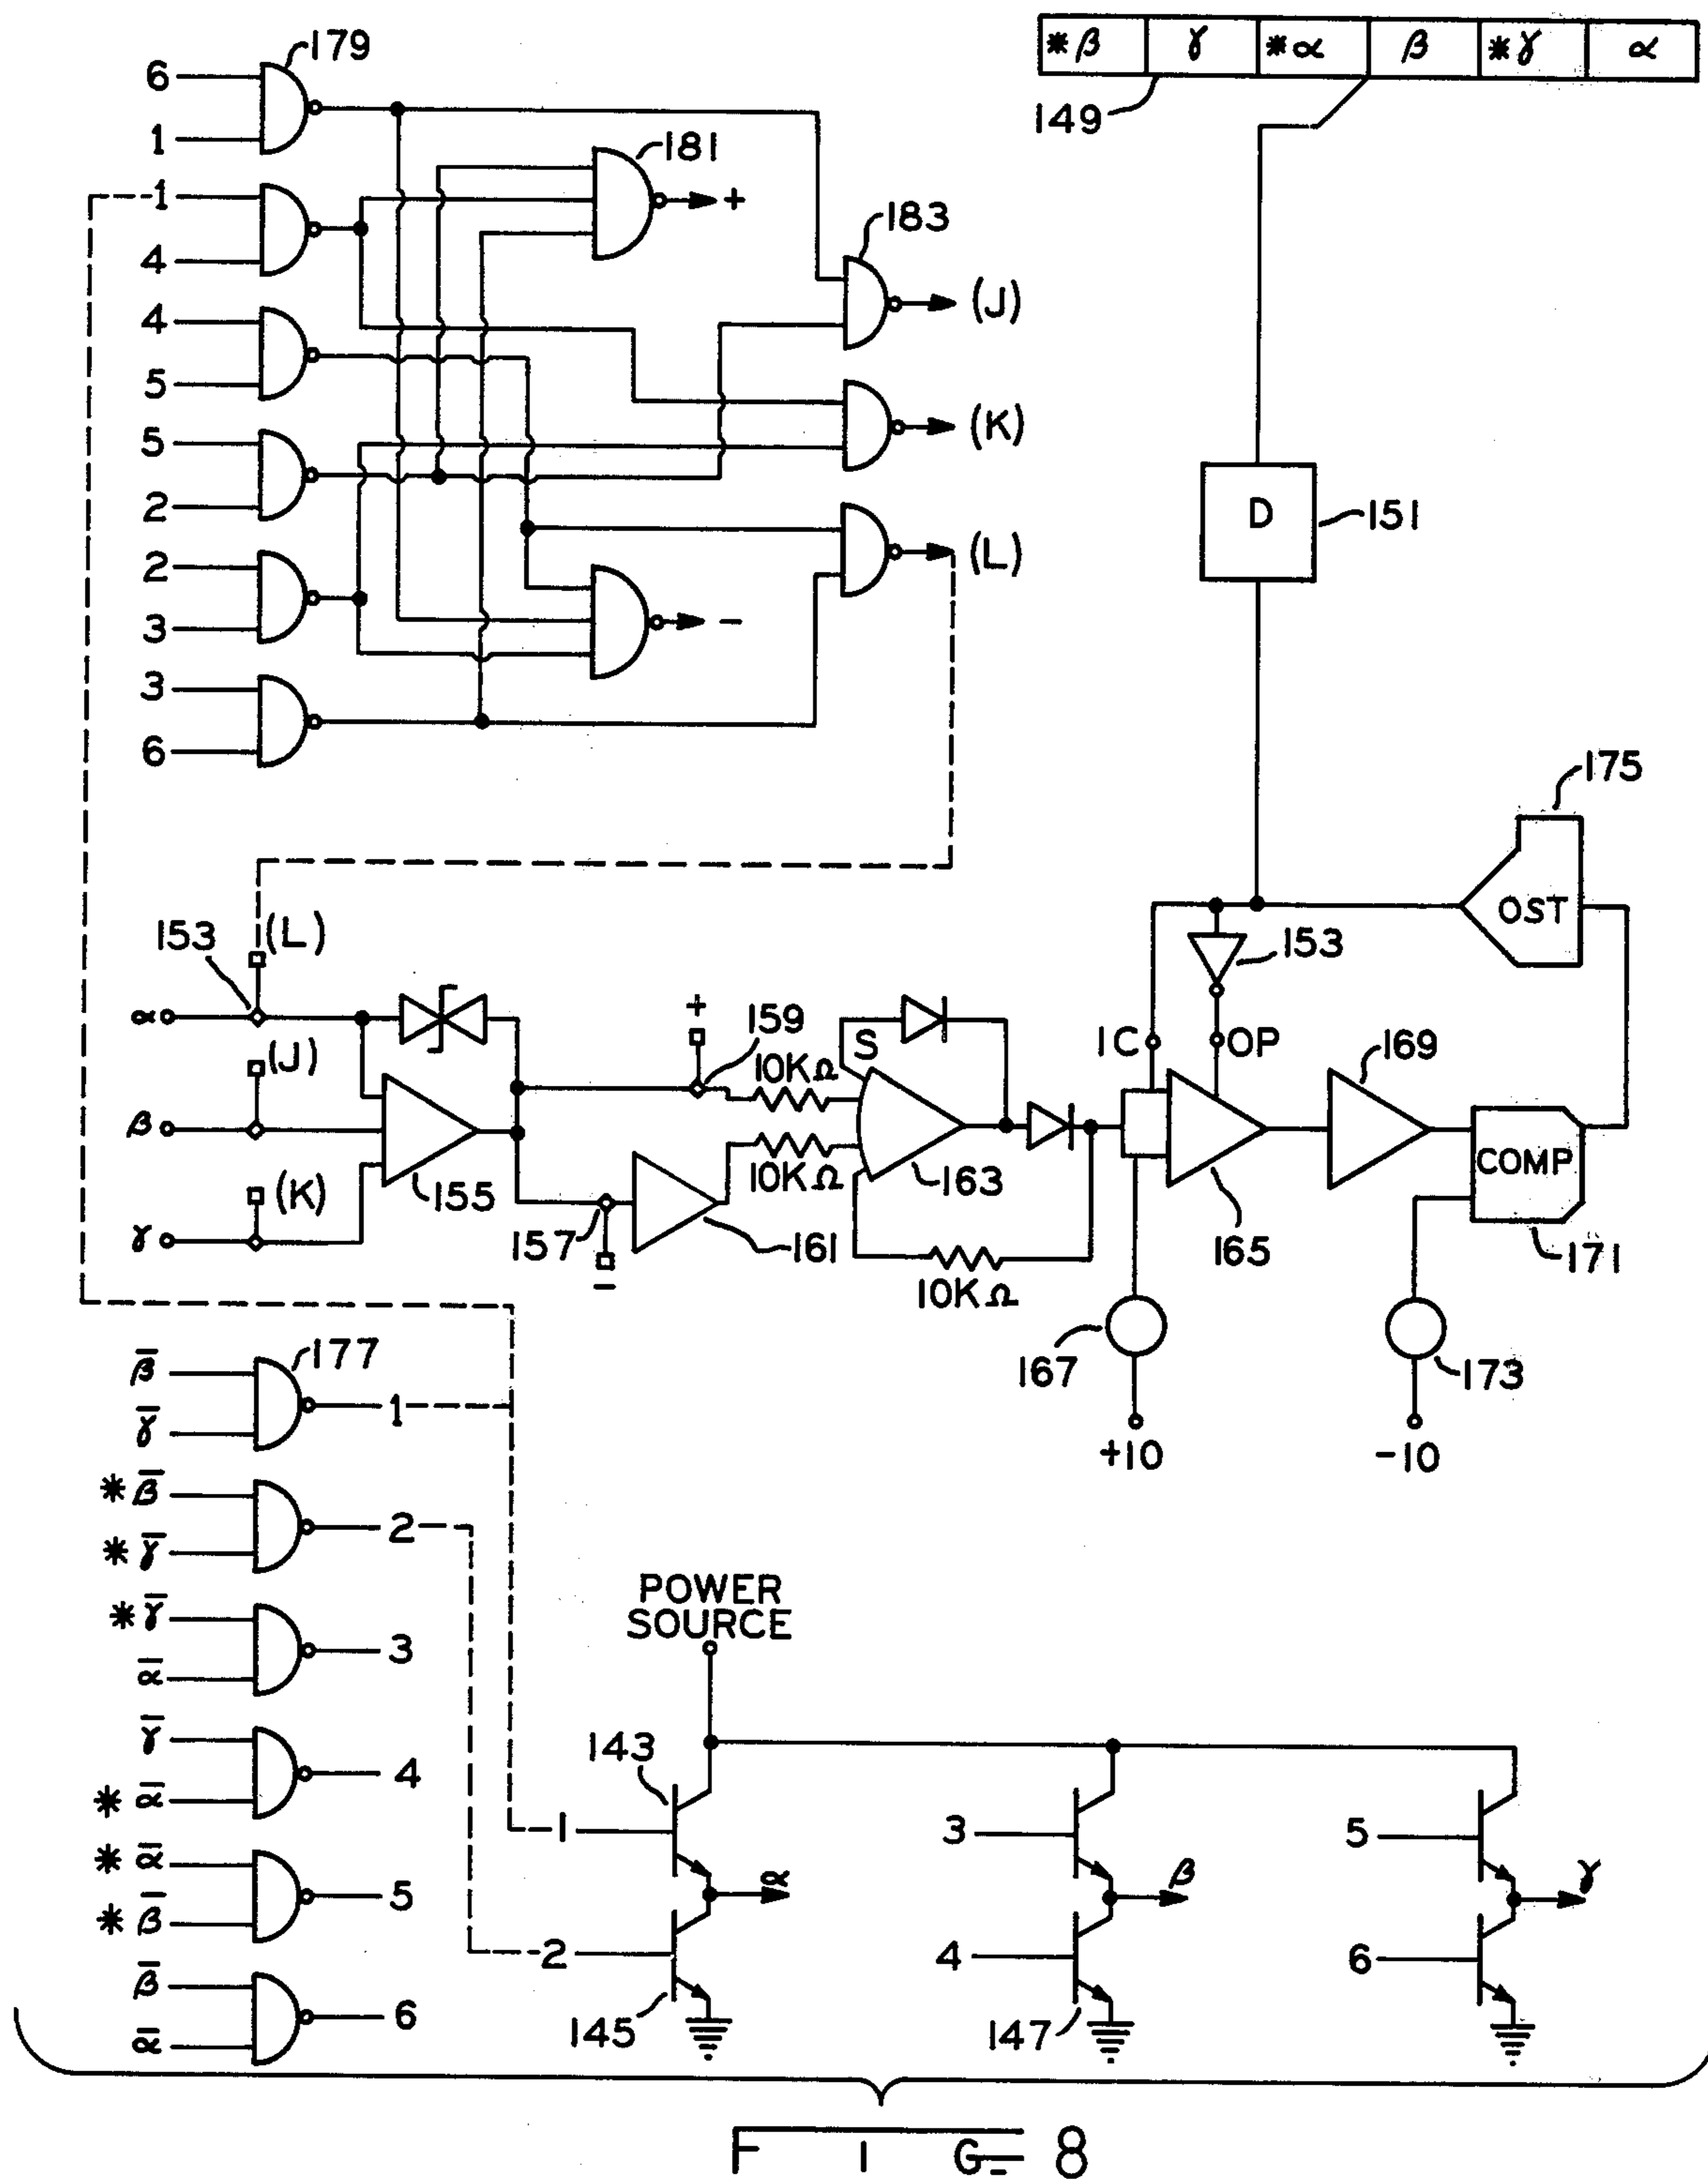 *β γ *α β *γ α
149
179
6
1
181
+
1
4
183
(J)
4
5
(K)
5
2
(L)
D
151
2
3
-
3
6
175
OST
153
(L)
153
α
(J)
+
159
10KΩ
S
IC
OP
169
β
10KΩ
163
COMP
(K)
155
γ
157
161
-
10KΩ
165
171
167
173
+10
-10
β̅
177
1
γ̅
*β̅
2
*γ̅
*γ̅
3
α̅
POWER
SOURCE
γ̅
4
*α̅
143
1
3
5
*α̅
5
*β̅
α
β
γ
2
4
6
β̅
6
α̅
145
147
FIG_ 8